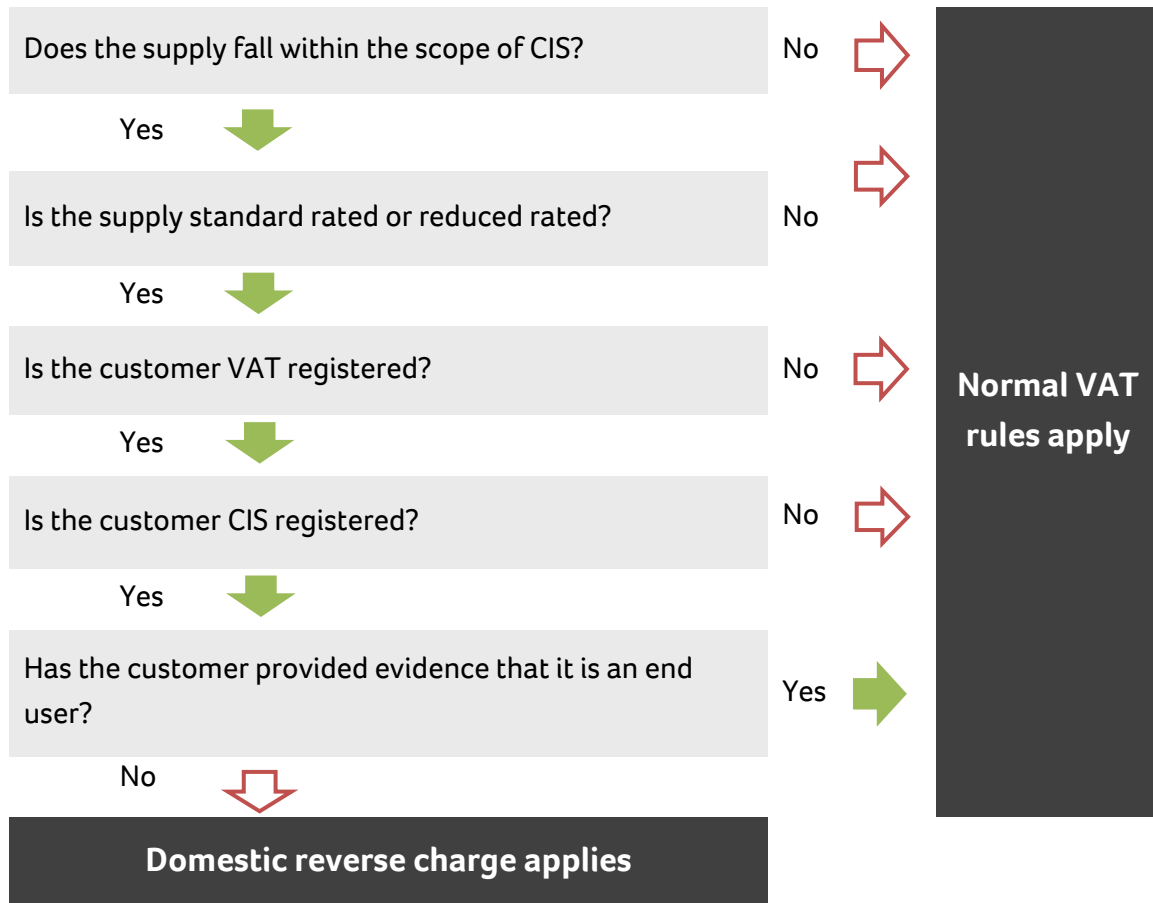 Does the supply fall within the scope of CIS?
No
Yes
Is the supply standard rated or reduced rated?
No
Yes
Is the customer VAT registered?
No
Yes
Is the customer CIS registered?
No
Yes
Has the customer provided evidence that it is an end
user?
Yes
No
Domestic reverse charge applies
Normal VAT
rules apply